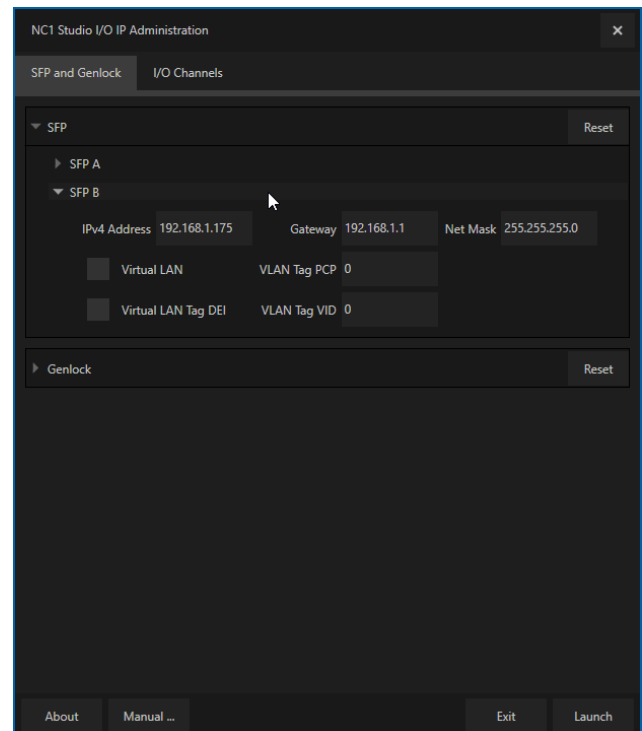 NC1 Studio I/O IP Administration
SFP and Genlock I/O Channels
SFP Reset
SFP A
SFP B
IPv4 Address 192.168.1.175 Gateway 192.168.1.1 Net Mask 255.255.255.0
Virtual LAN VLAN Tag PCP 0
Virtual LAN Tag DEI VLAN Tag VID 0
Genlock Reset
About Manual ... Exit Launch